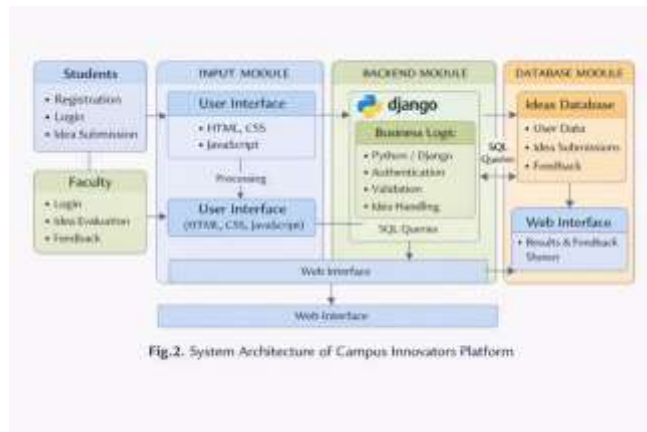 Students
• Registration
• Login
• Idea Submission
Faculty
• Login
• Idea Evaluation
• Feedback
INPUT MODULE
User Interface
• HTML, CSS
• JavaScript
Processing
User Interface
(HTML, CSS, JavaScript)
BACKEND MODULE
django
Business Logic
• Python / Django
• Authentication
• Validation
• Idea Handling
SQL Queries
SQL
Queries
DATABASE MODULE
Ideas Database
• User Data
• Idea Submissions
• Feedback
Web Interface
• Results & Feedback
Shown
Web Interface
Web Interface
Fig.2. System Architecture of Campus Innovators Platform